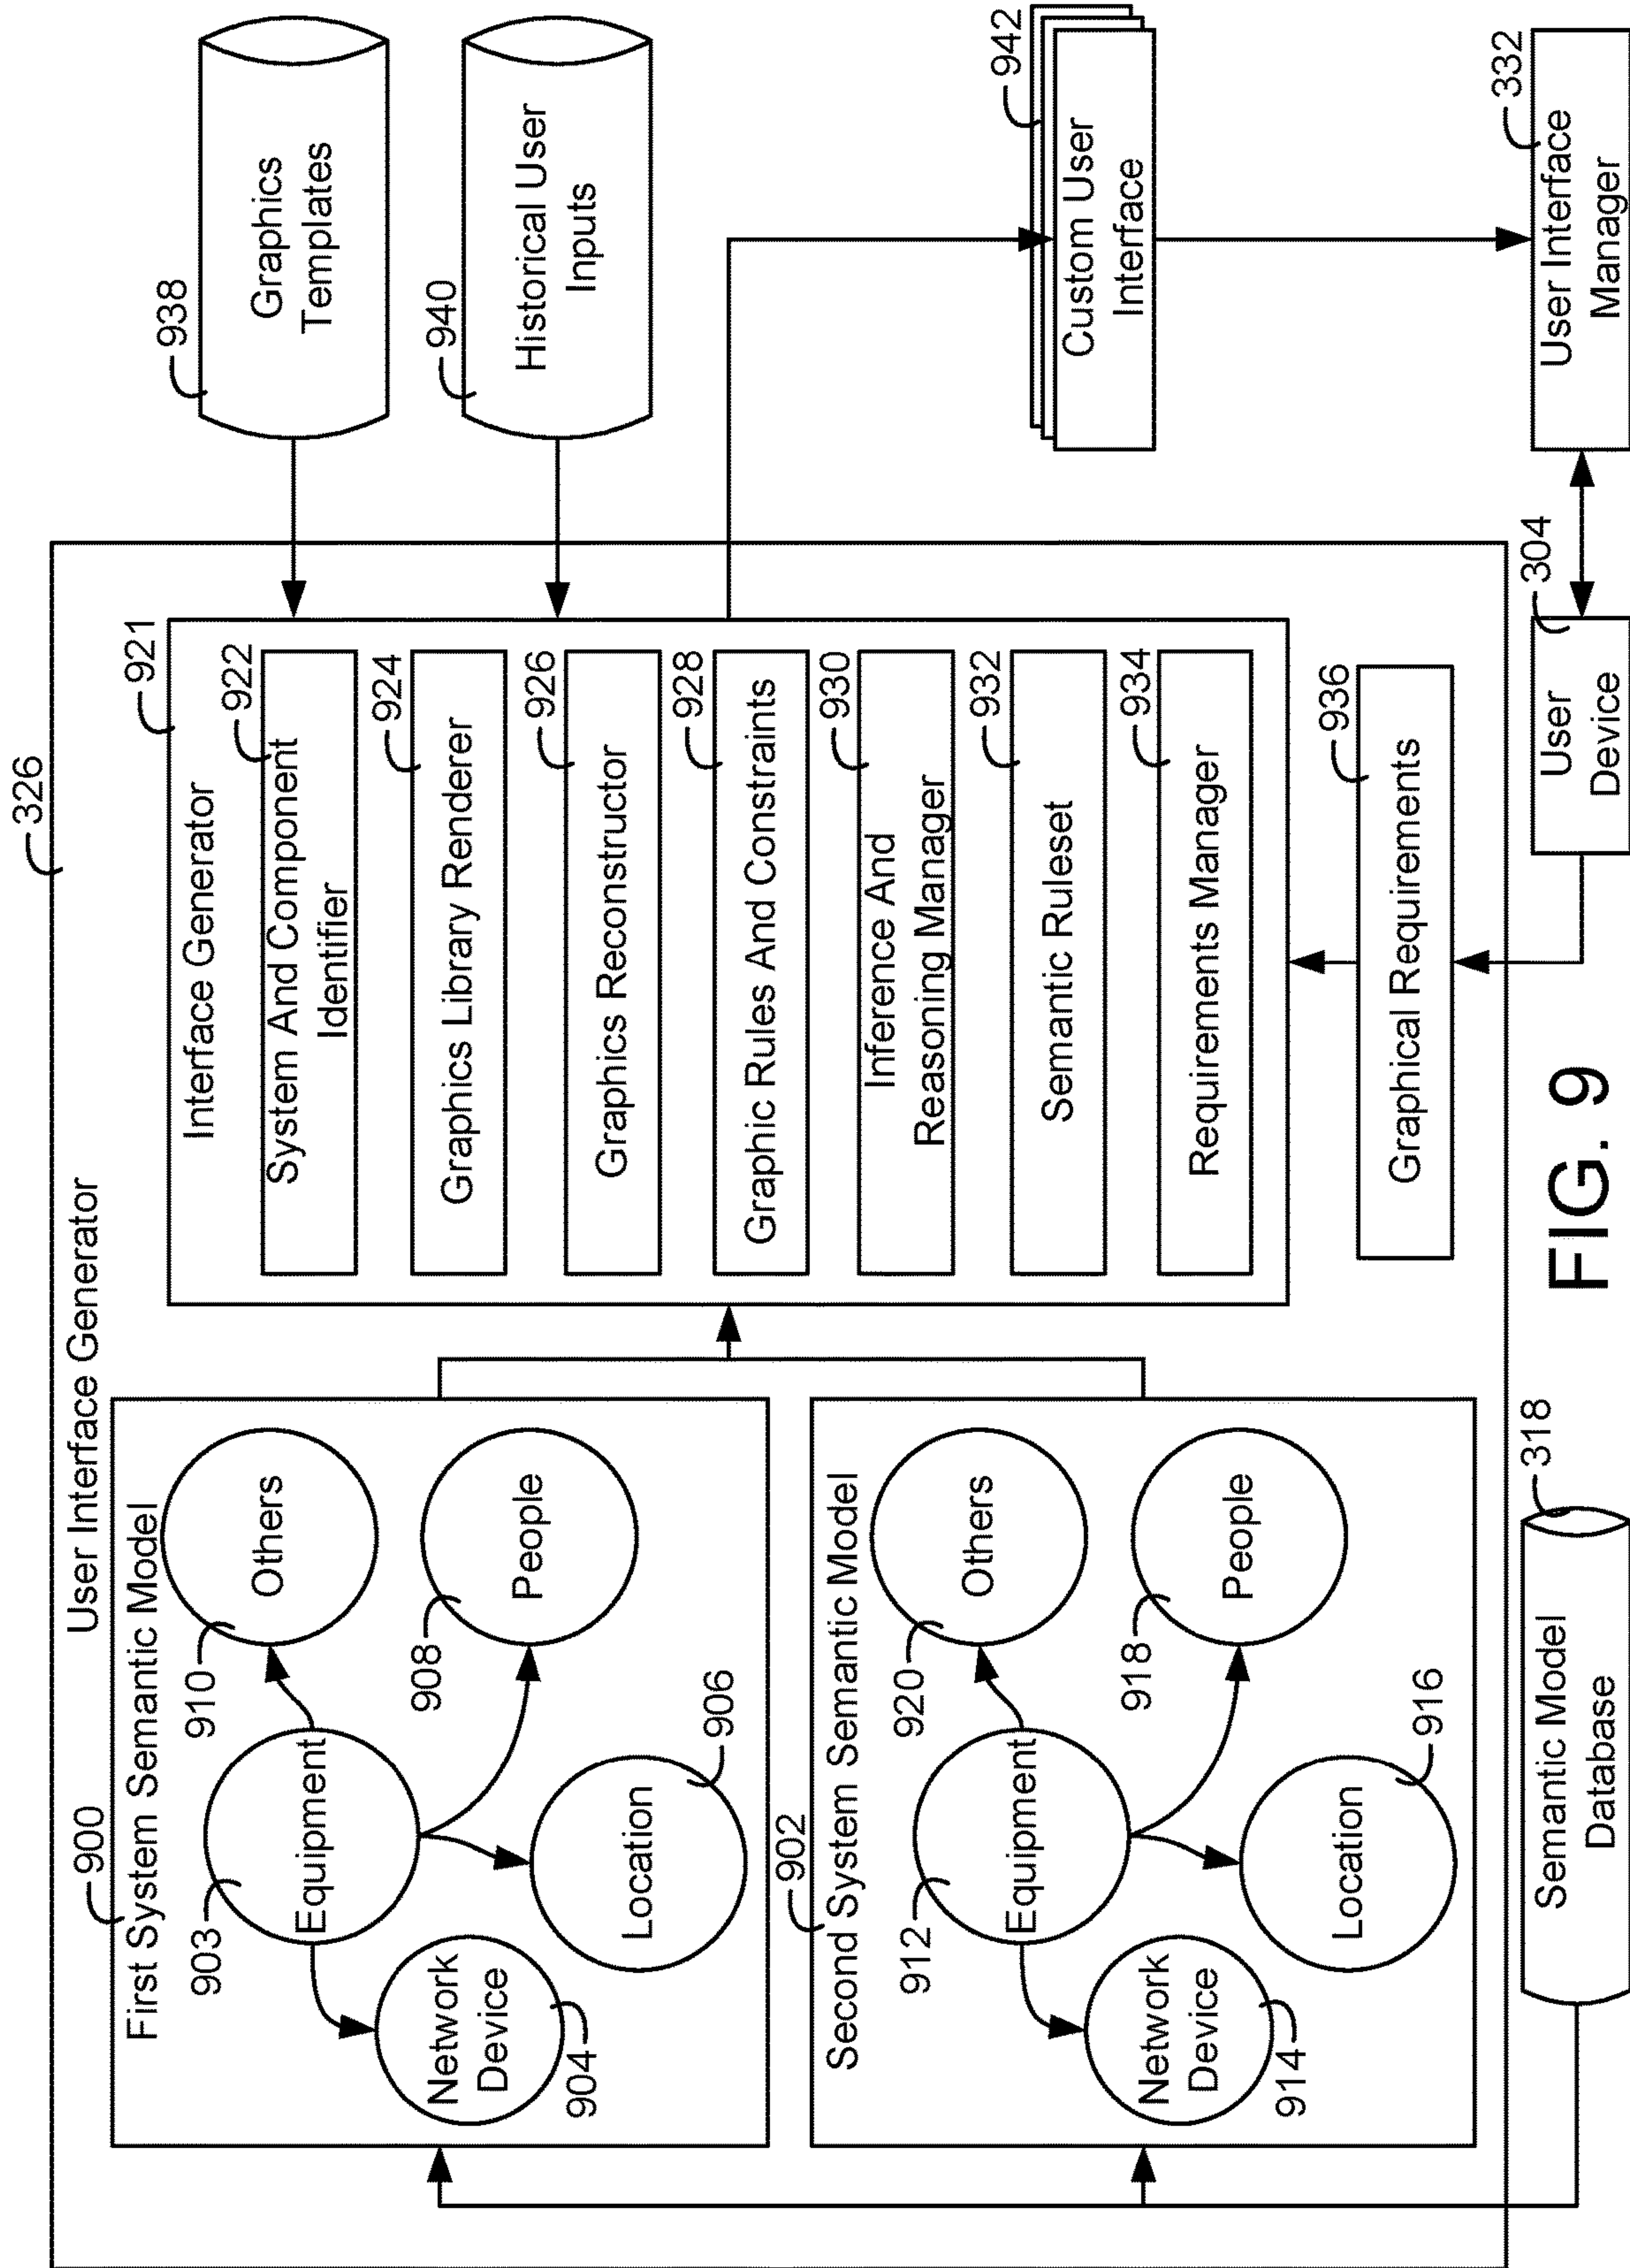 326
User Interface Generator
900
First System Semantic Model
903
Equipment
910
Others
908
People
906
Location
904
Network
Device
902
Second System Semantic Model
912
Equipment
920
Others
918
People
916
Location
914
Network
Device
318
Semantic Model
Database
921
Interface Generator
922
System And Component
Identifier
924
Graphics Library Renderer
926
Graphics Reconstructor
928
Graphic Rules And Constraints
930
Inference And
Reasoning Manager
932
Semantic Ruleset
934
Requirements Manager
936
Graphical Requirements
304
User
Device
938
Graphics
Templates
940
Historical User
Inputs
942
Custom User
Interface
332
User Interface
Manager
FIG. 9